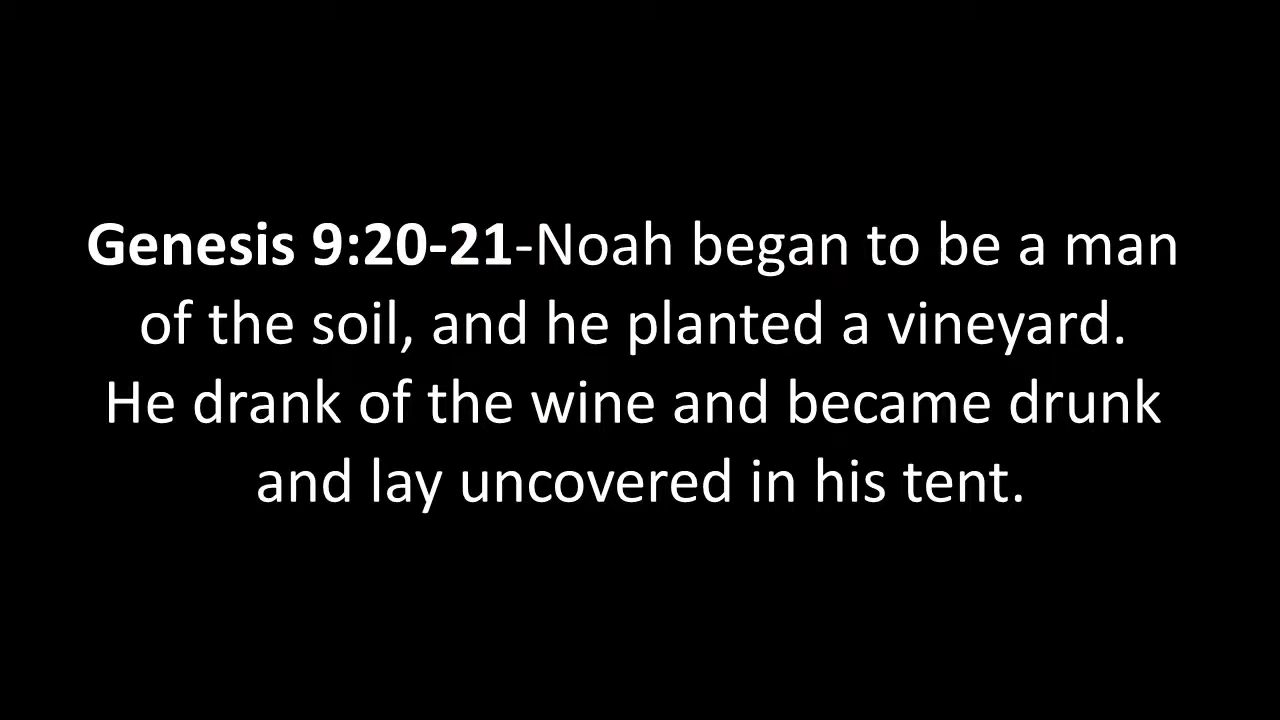 Genesis 9:20-21-Noah began to be a man
of the soil, and he planted a vineyard.
He drank of the wine and became drunk
and lay uncovered in his tent.